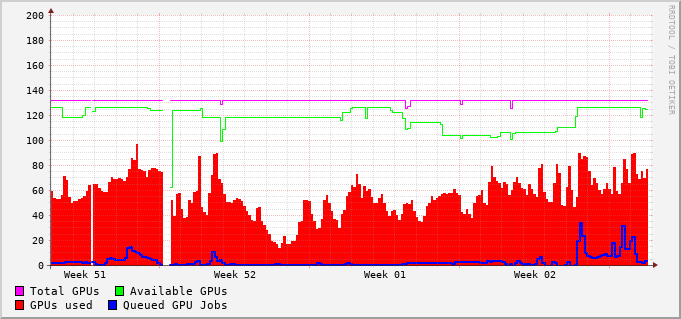 200
180
160
140
120
100
80
60
40
20
0
Week 51 Week 52 Week 01 Week 02
Total GPUs Available GPUs
GPUs used Queued GPU Jobs
RRDTOOL / TOBI OETIKER